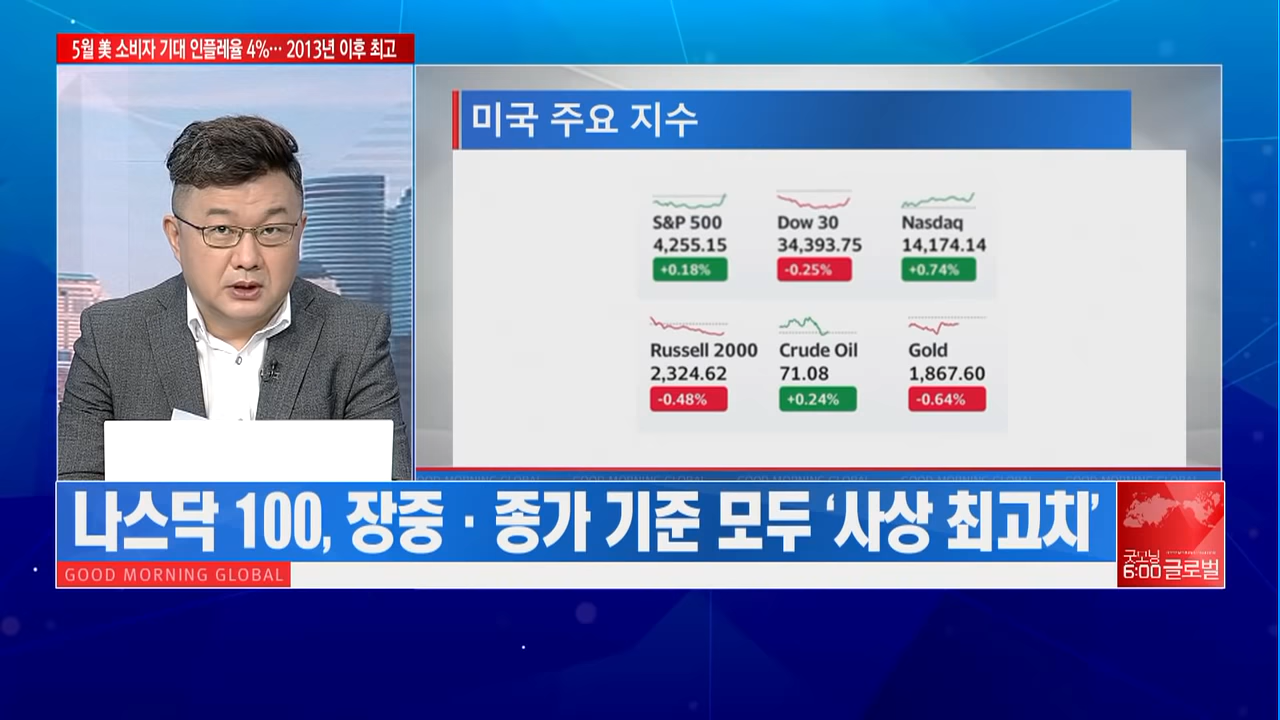 5월 美 소비자 기대 인플레율 4%… 2013년 이후 최고
미국 주요 지수
S&P 500
4,255.15
+0.18%
Dow 30
34,393.75
-0.25%
Nasdaq
14,174.14
+0.74%
Russell 2000
2,324.62
-0.48%
Crude Oil
71.08
+0.24%
Gold
1,867.60
-0.64%
나스닥 100, 장중·종가 기준 모두 ‘사상 최고치’
GOOD MORNING GLOBAL
굿모닝
6:00 글로벌